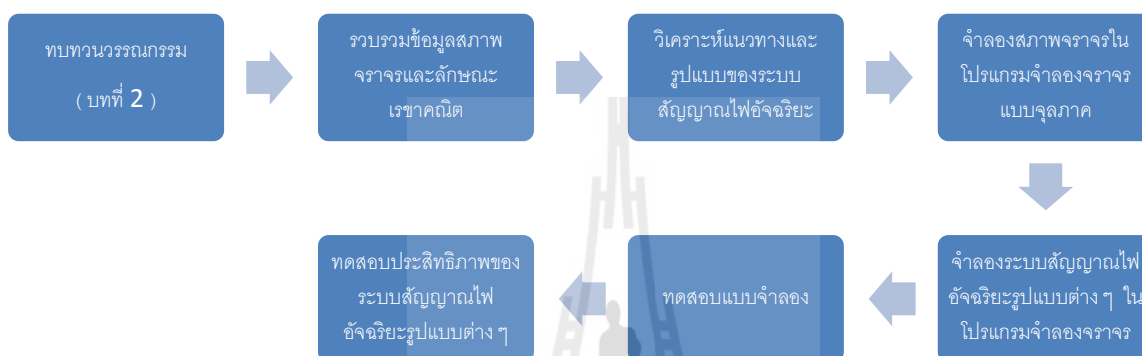 ทบทวนวรรณกรรม
( บทที่ 2 )
รวบรวมข้อมูลสภาพ
จราจรและลักษณะ
เรขาคณิต
วิเคราะห์แนวทางและ
รูปแบบของระบบ
สัญญาณไฟอัจฉริยะ
จำลองสภาพจราจรใน
โปรแกรมจำลองจราจร
แบบจุลภาค
จำลองระบบสัญญาณไฟ
อัจฉริยะรูปแบบต่าง ๆ ใน
โปรแกรมจำลองจราจร
ทดสอบแบบจำลอง
ทดสอบประสิทธิภาพของ
ระบบสัญญาณไฟ
อัจฉริยะรูปแบบต่าง ๆ